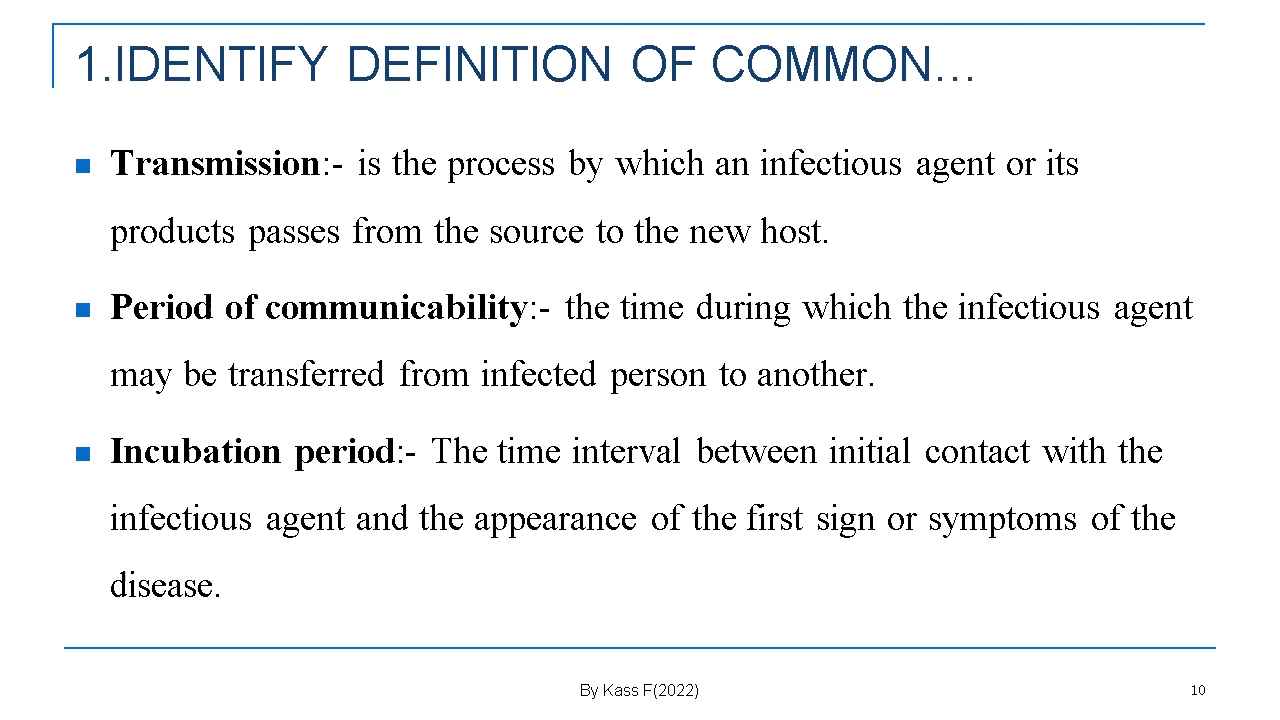 1.IDENTIFY DEFINITION OF COMMON…
Transmission:- is the process by which an infectious agent or its
products passes from the source to the new host.
Period of communicability:- the time during which the infectious agent
may be transferred from infected person to another.
Incubation period:- The time interval between initial contact with the
infectious agent and the appearance of the first sign or symptoms of the
disease.
By Kass F(2022)
10